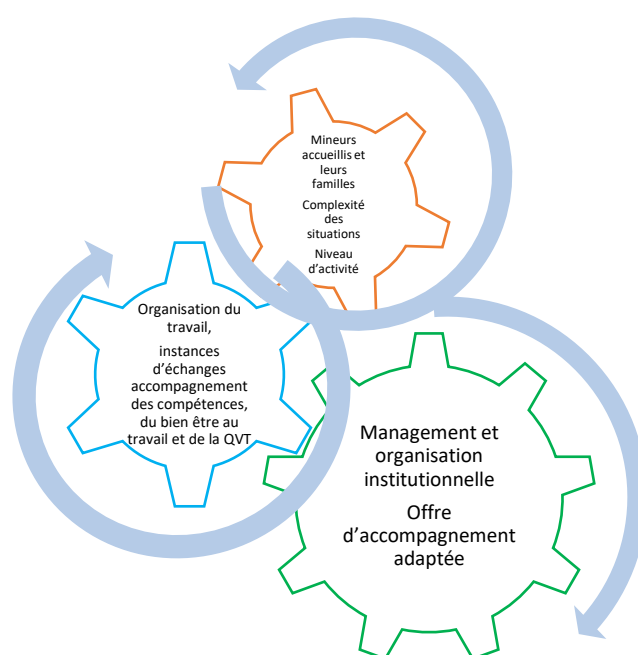 Mineurs
accueillis et
leurs
familles
Complexité
des
situations
Niveau
d'activité
Organisation du
travail,
instances
d'échanges
accompagnement
des compétences,
du bien être au
travail et de la QVT
Management et
organisation
institutionnelle
Offre
d'accompagnement
adaptée